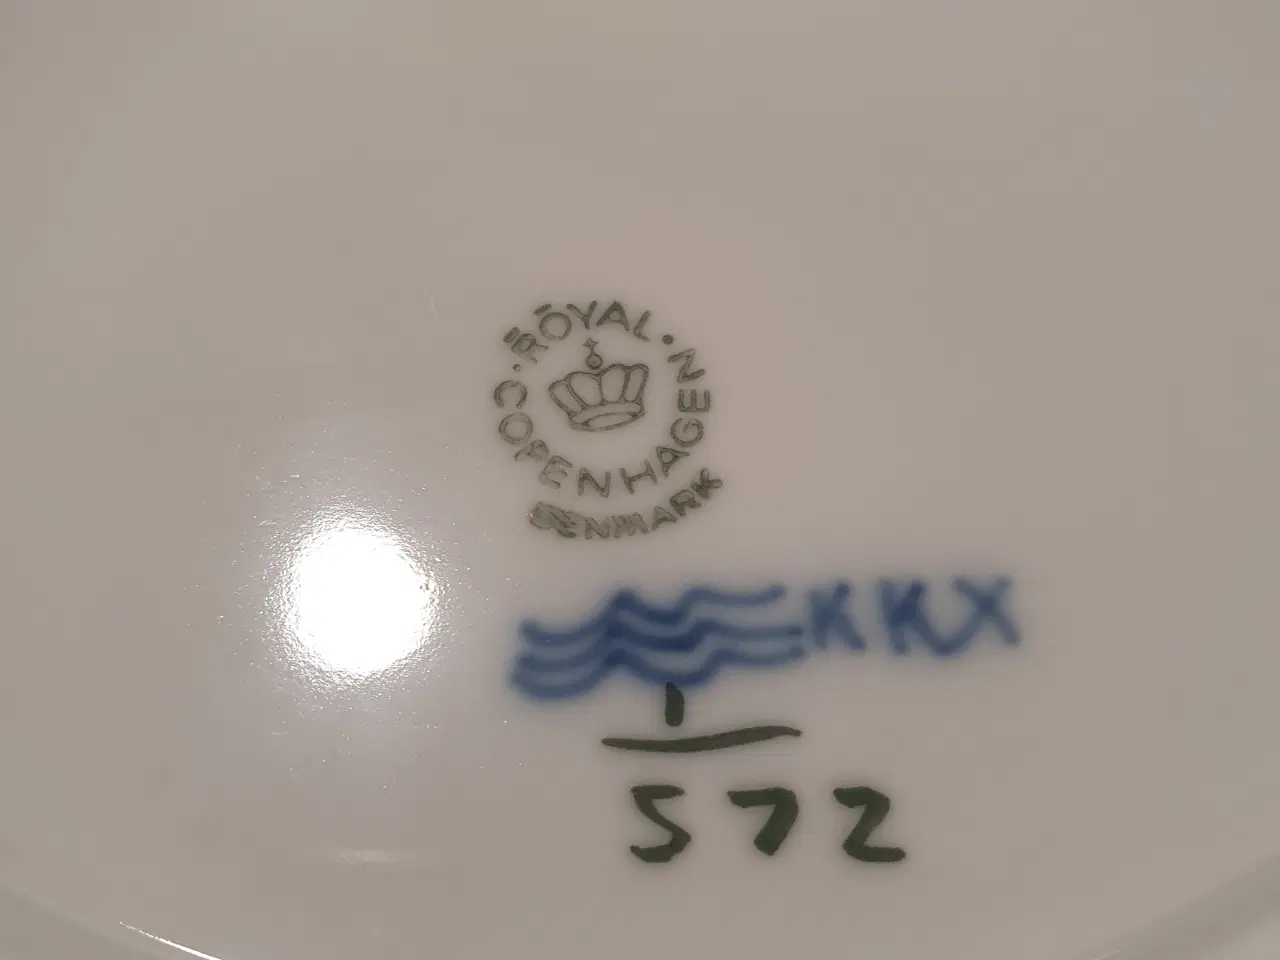 ROYAL · COPENHAGEN ·
DENMARK
KKX
1
572